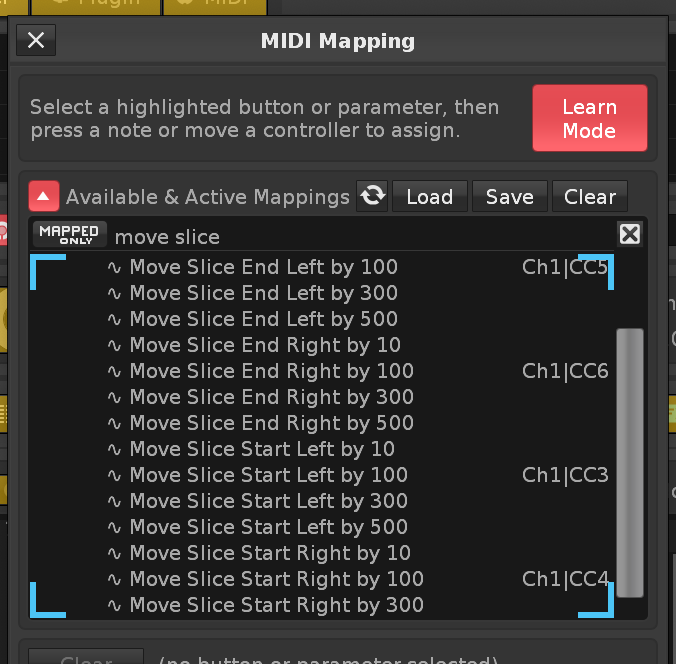 Plugin
MIDI
MIDI Mapping
Select a highlighted button or parameter, then
press a note or move a controller to assign.
Learn
Mode
Available & Active Mappings
Load
Save
Clear
MAPPED
ONLY
move slice
∿ Move Slice End Left by 100 Ch1|CC5
∿ Move Slice End Left by 300
∿ Move Slice End Left by 500
∿ Move Slice End Right by 10
∿ Move Slice End Right by 100 Ch1|CC6
∿ Move Slice End Right by 300
∿ Move Slice End Right by 500
∿ Move Slice Start Left by 10
∿ Move Slice Start Left by 100 Ch1|CC3
∿ Move Slice Start Left by 300
∿ Move Slice Start Left by 500
∿ Move Slice Start Right by 10
∿ Move Slice Start Right by 100 Ch1|CC4
∿ Move Slice Start Right by 300
Clear (no button or parameter selected)